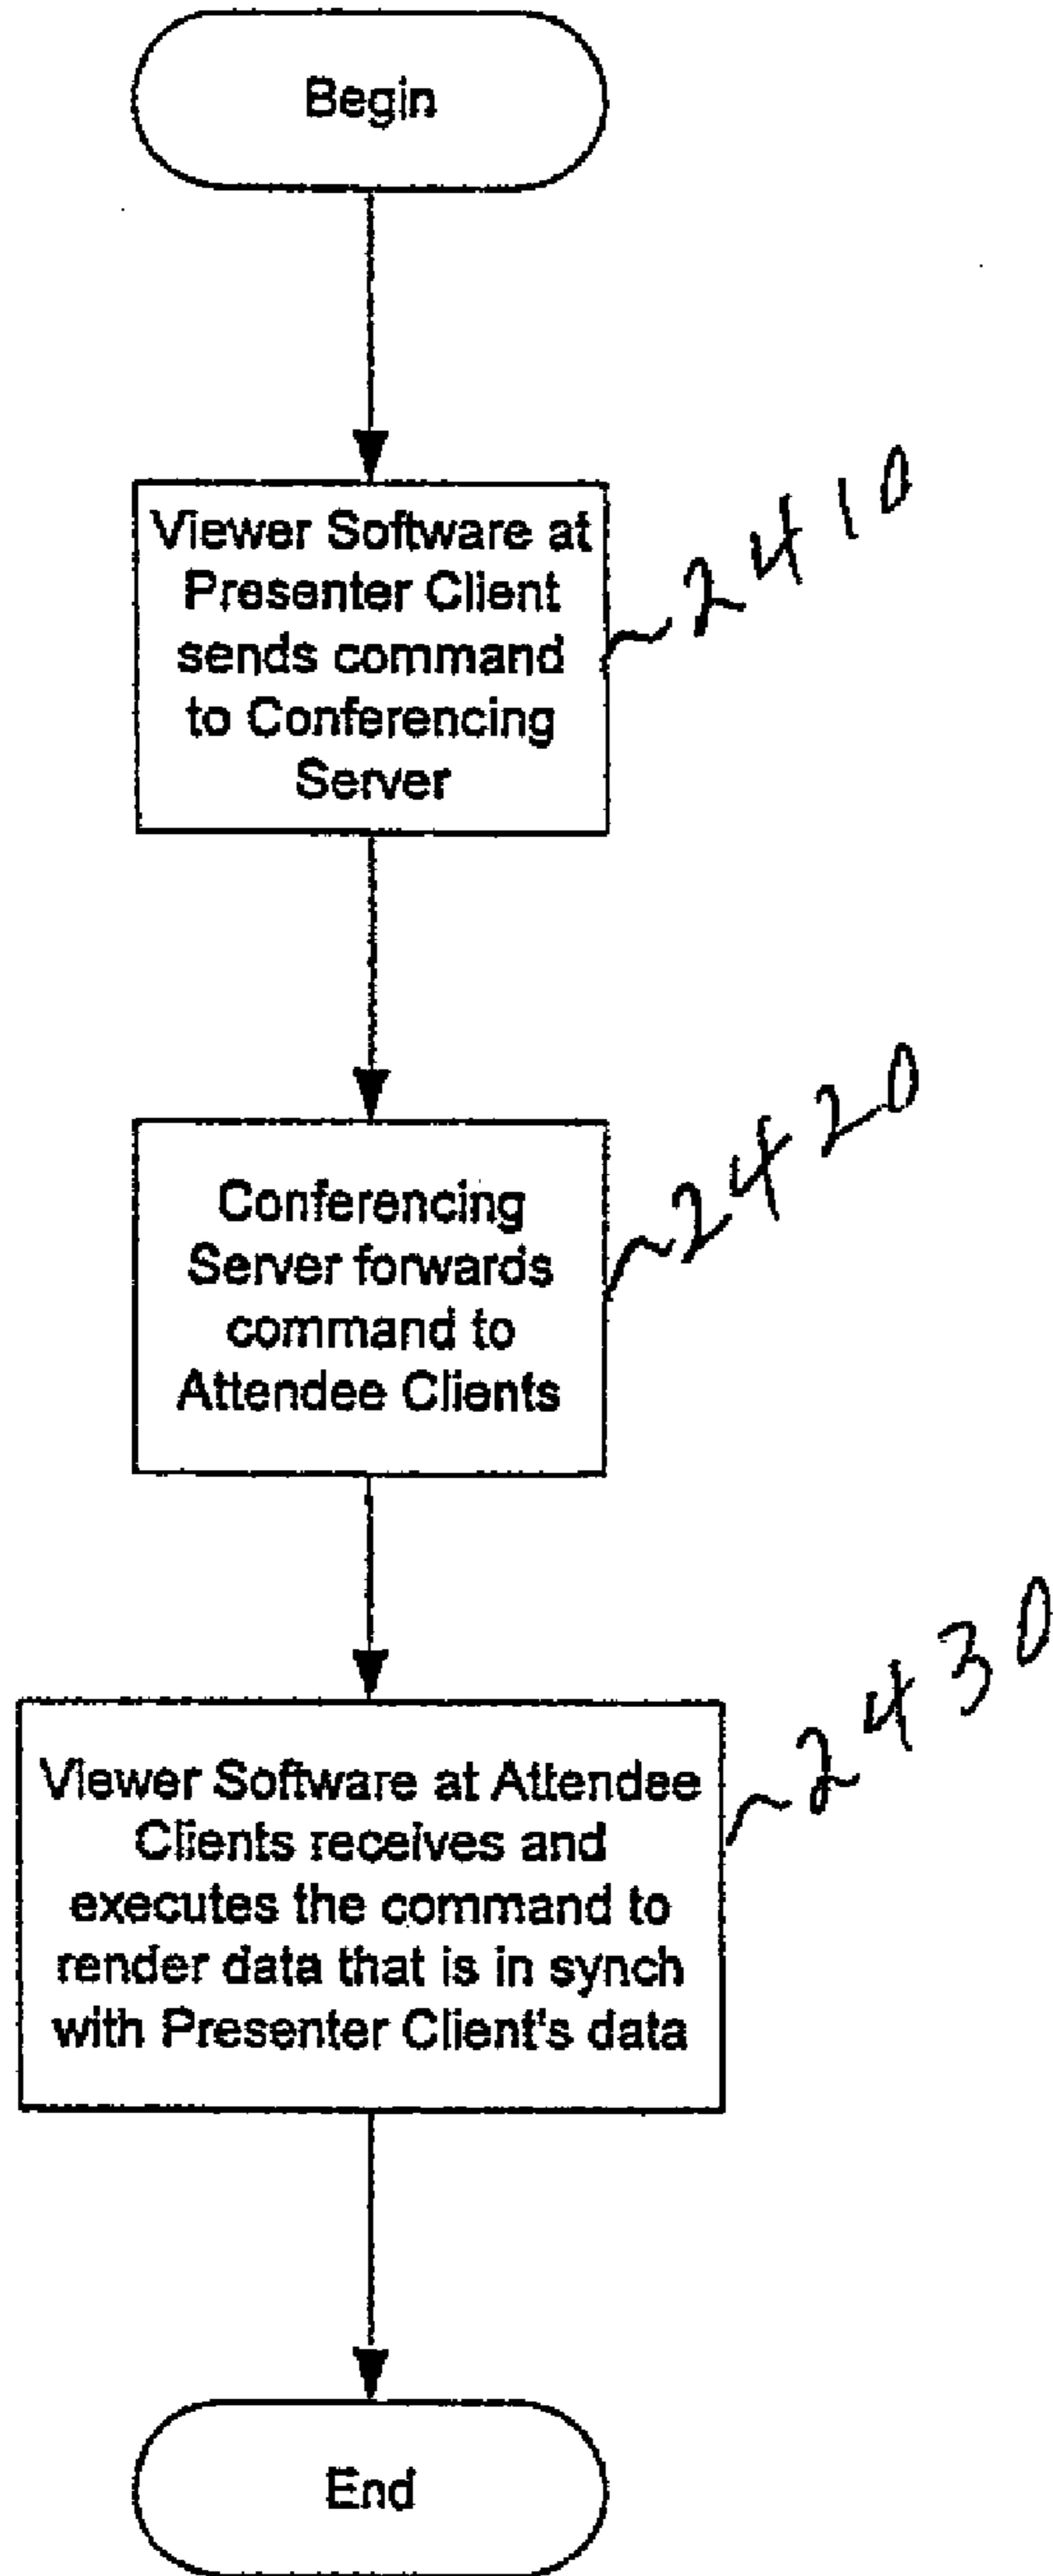 Begin
Viewer Software at
Presenter Client
sends command
to Conferencing
Server
~2410
Conferencing
Server forwards
command to
Attendee Clients
~2420
Viewer Software at Attendee
Clients receives and
executes the command to
render data that is in synch
with Presenter Client's data
~2430
End